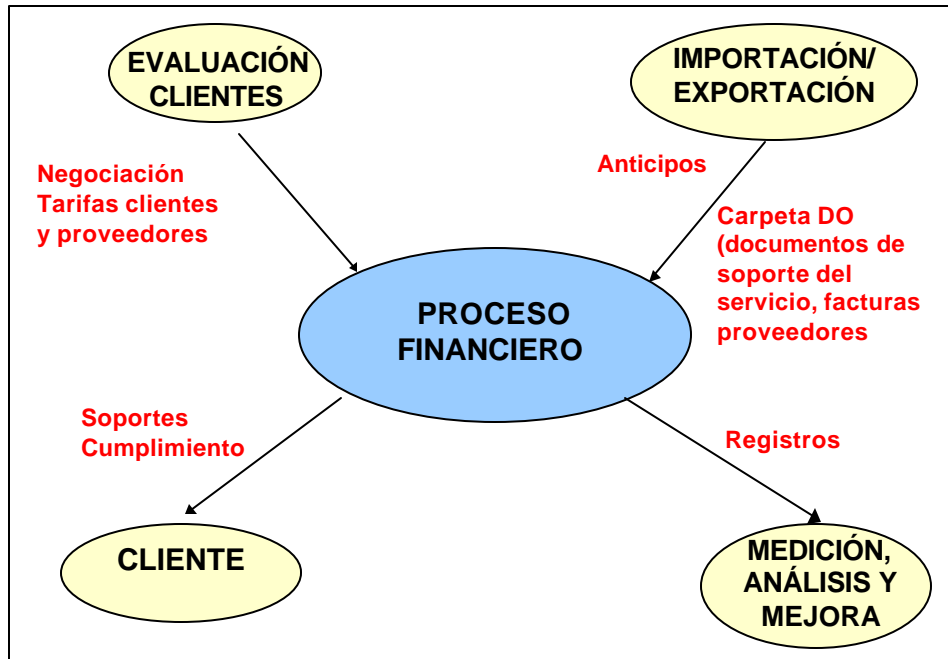 EVALUACIÓN
CLIENTES
IMPORTACIÓN/
EXPORTACIÓN
Negociación
Tarifas clientes
y proveedores
Anticipos
Carpeta DO
(documentos de
soporte del
servicio, facturas
proveedores
PROCESO
FINANCIERO
Soportes
Cumplimiento
Registros
CLIENTE
MEDICIÓN,
ANÁLISIS Y
MEJORA